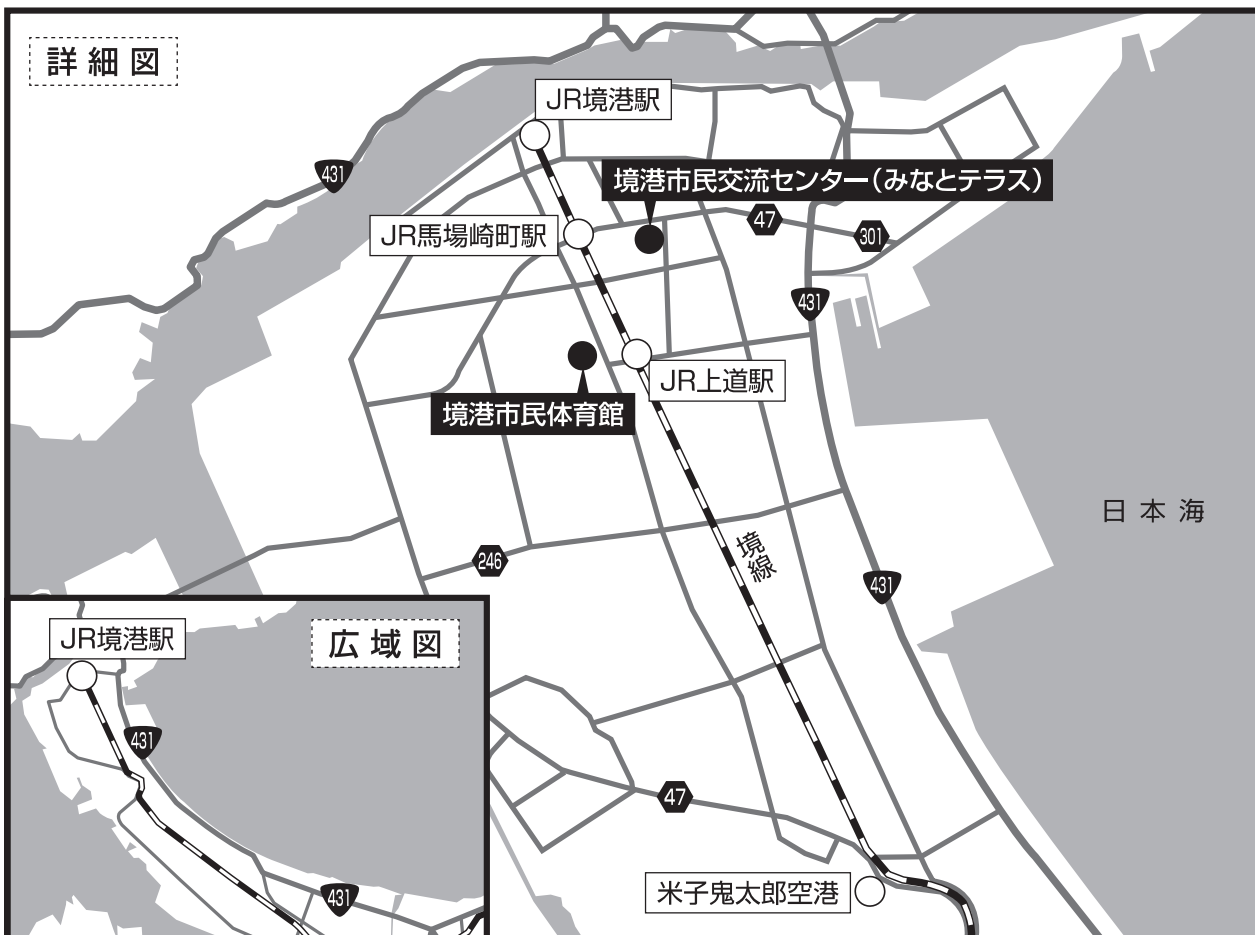 詳細図
JR境港駅
431
境港市民交流センター(みなとテラス)
47
JR馬場崎町駅
301
431
JR上道駅
境港市民体育館
日本海
境線
246
431
JR境港駅
広域図
431
47
米子鬼太郎空港
431